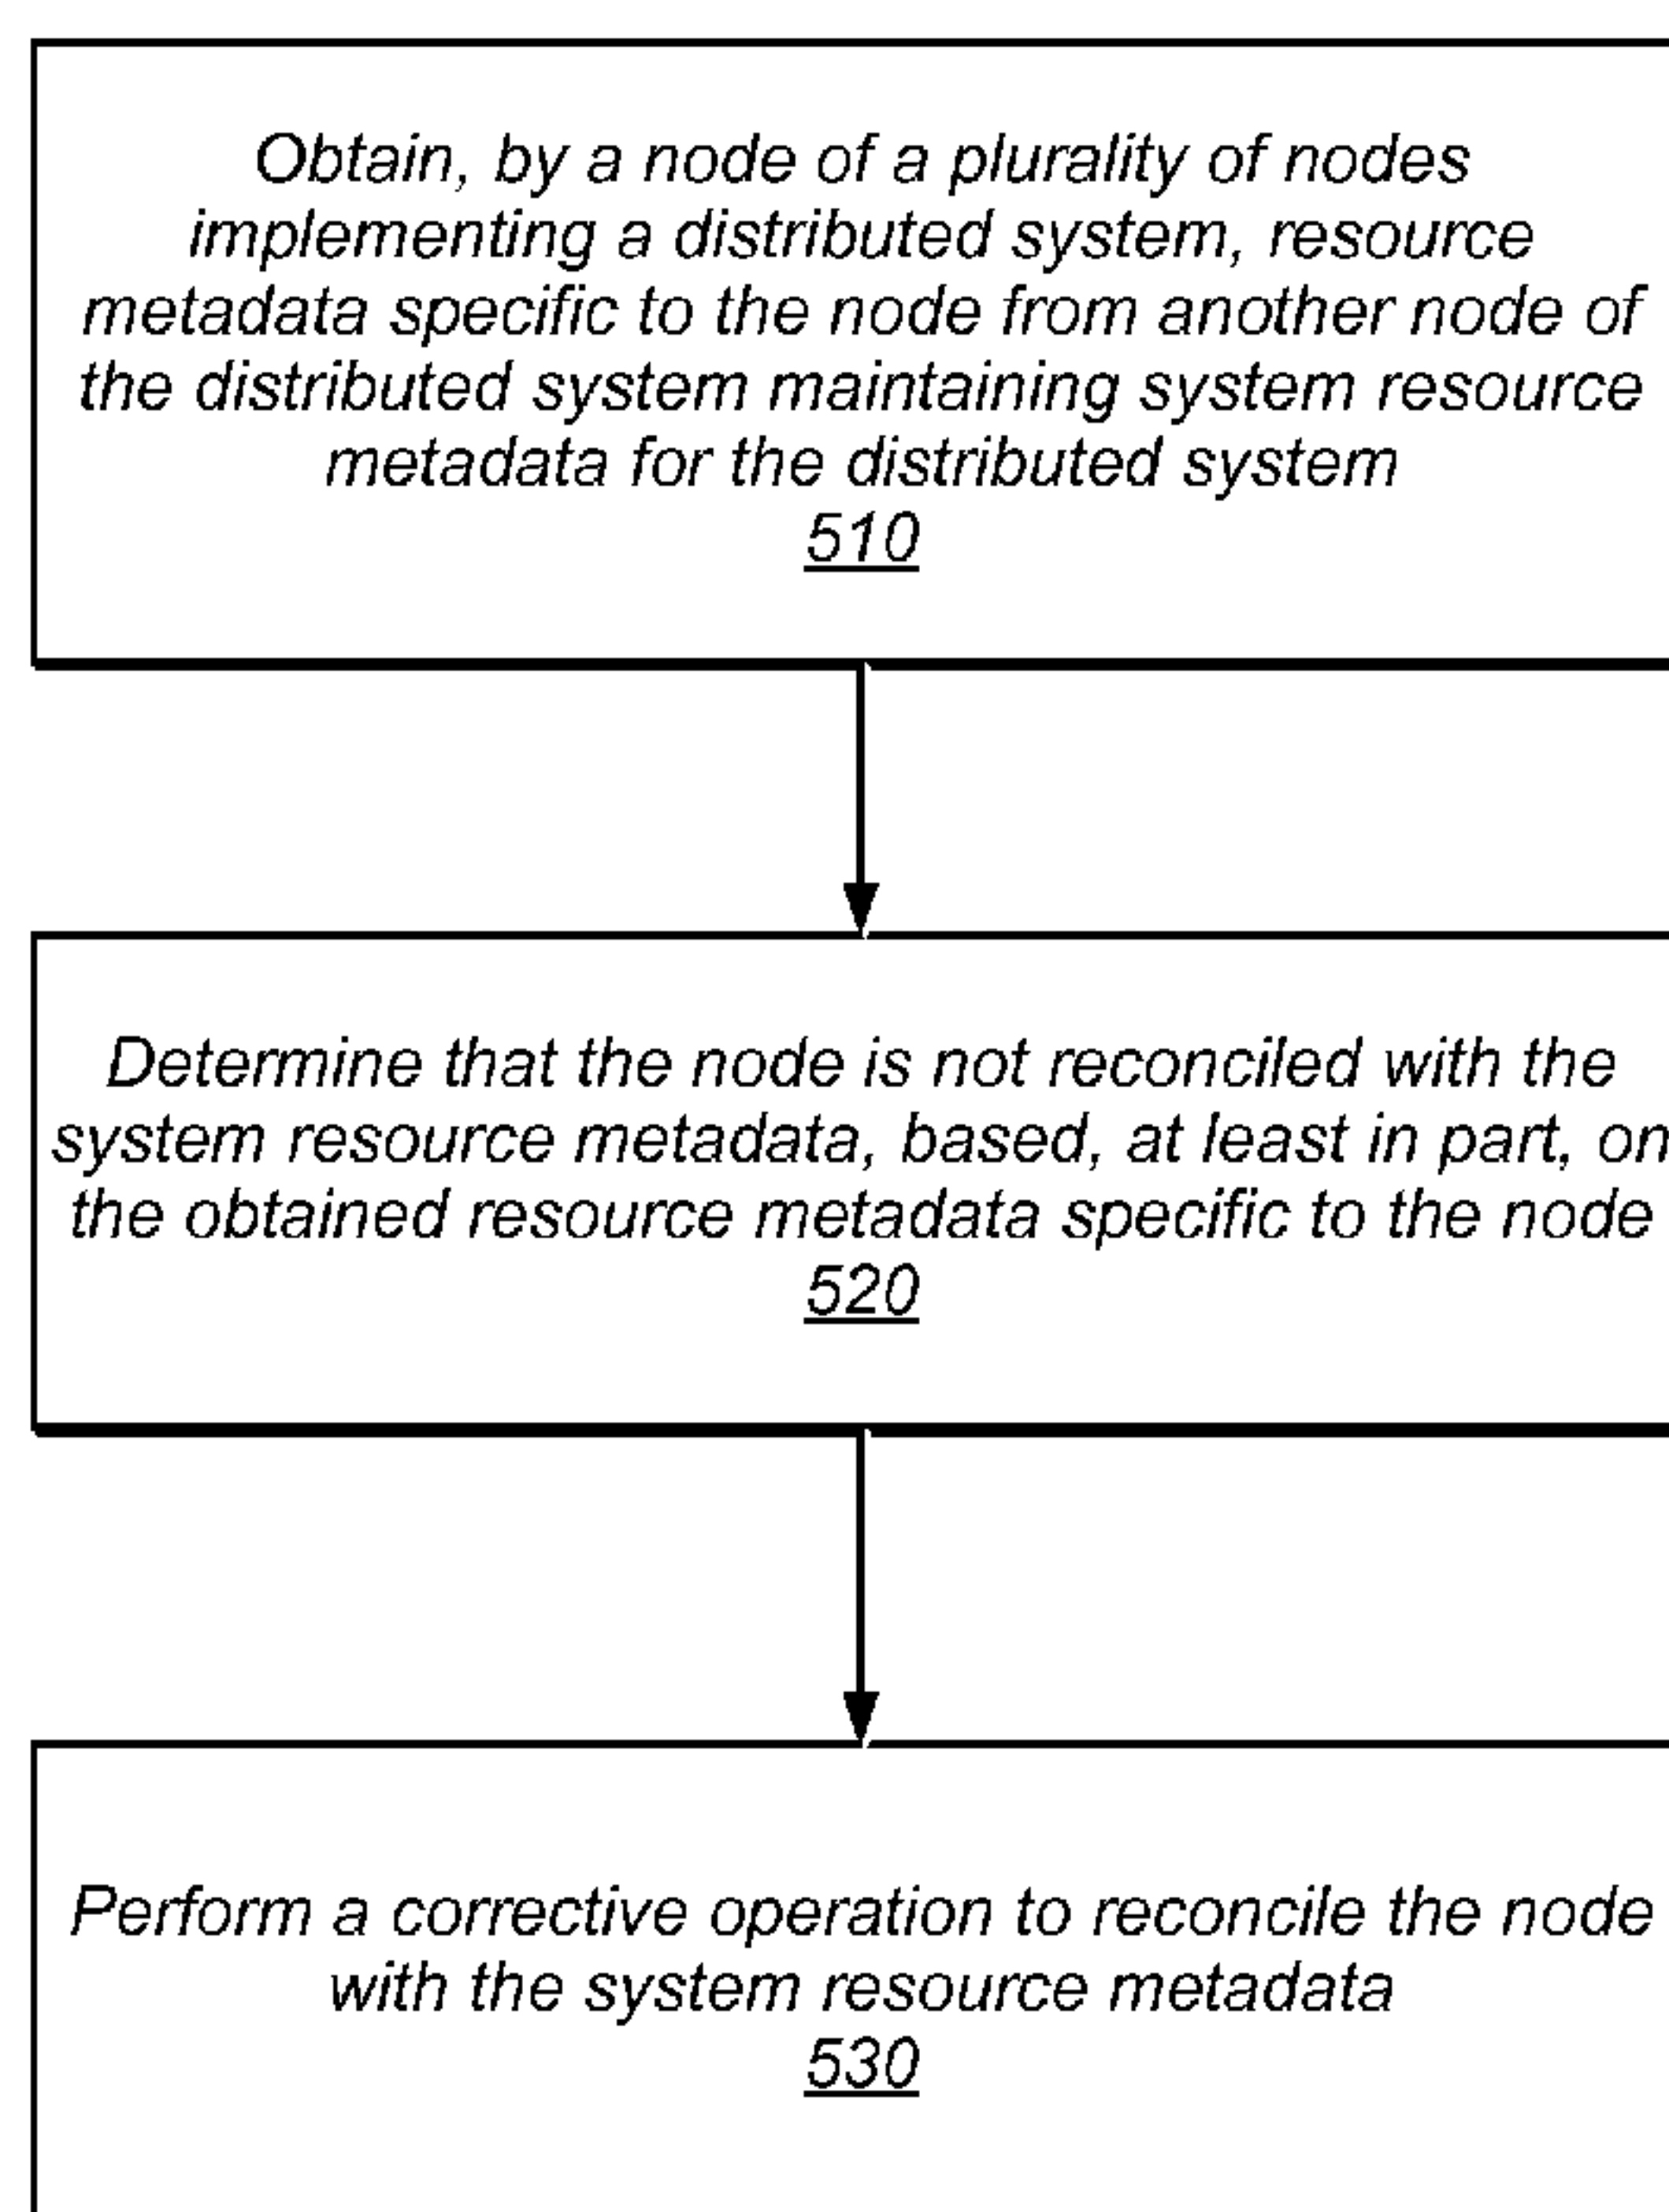 Obtain, by a node of a plurality of nodes
implementing a distributed system, resource
metadata specific to the node from another node of
the distributed system maintaining system resource
metadata for the distributed system
510
Determine that the node is not reconciled with the
system resource metadata, based, at least in part, on
the obtained resource metadata specific to the node
520
Perform a corrective operation to reconcile the node
with the system resource metadata
530